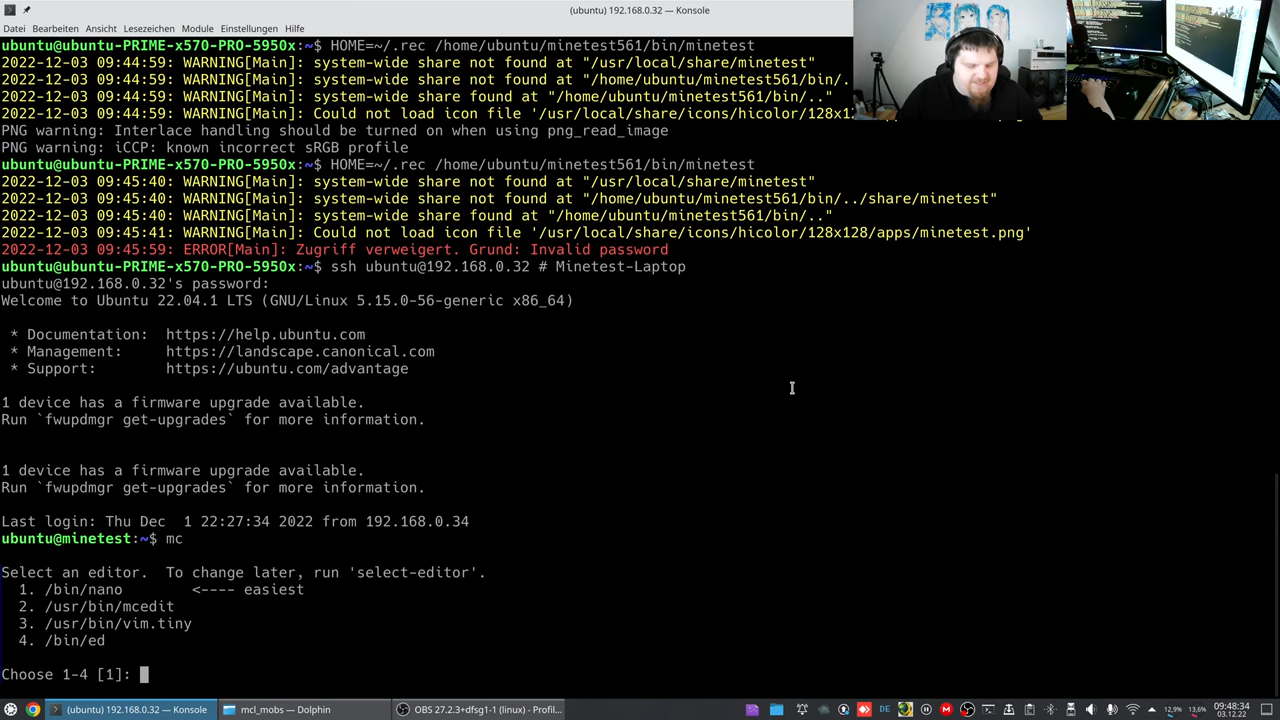 (ubuntu) 192.168.0.32 — Konsole
Datei Bearbeiten Ansicht Lesezeichen Module Einstellungen Hilfe
ubuntu@ubuntu-PRIME-x570-PRO-5950x:~$ HOME=~/.rec /home/ubuntu/minetest561/bin/minetest
2022-12-03 09:44:59: WARNING[Main]: system-wide share not found at "/usr/local/share/minetest"
2022-12-03 09:44:59: WARNING[Main]: system-wide share not found at "/home/ubuntu/minetest561/bin/..
2022-12-03 09:44:59: WARNING[Main]: system-wide share found at "/home/ubuntu/minetest561/bin/.."
2022-12-03 09:44:59: WARNING[Main]: Could not load icon file '/usr/local/share/icons/hicolor/128x1
PNG warning: Interlace handling should be turned on when using png_read_image
PNG warning: iCCP: known incorrect sRGB profile
ubuntu@ubuntu-PRIME-x570-PRO-5950x:~$ HOME=~/.rec /home/ubuntu/minetest561/bin/minetest
2022-12-03 09:45:40: WARNING[Main]: system-wide share not found at "/usr/local/share/minetest"
2022-12-03 09:45:40: WARNING[Main]: system-wide share not found at "/home/ubuntu/minetest561/bin/../share/minetest"
2022-12-03 09:45:40: WARNING[Main]: system-wide share found at "/home/ubuntu/minetest561/bin/.."
2022-12-03 09:45:41: WARNING[Main]: Could not load icon file '/usr/local/share/icons/hicolor/128x128/apps/minetest.png'
2022-12-03 09:45:59: ERROR[Main]: Zugriff verweigert. Grund: Invalid password
ubuntu@ubuntu-PRIME-x570-PRO-5950x:~$ ssh ubuntu@192.168.0.32 # Minetest-Laptop
ubuntu@192.168.0.32's password:
Welcome to Ubuntu 22.04.1 LTS (GNU/Linux 5.15.0-56-generic x86_64)
* Documentation: https://help.ubuntu.com
* Management: https://landscape.canonical.com
* Support: https://ubuntu.com/advantage
1 device has a firmware upgrade available.
Run `fwupdmgr get-upgrades` for more information.
1 device has a firmware upgrade available.
Run `fwupdmgr get-upgrades` for more information.
Last login: Thu Dec  1 22:27:34 2022 from 192.168.0.34
ubuntu@minetest:~$ mc
Select an editor.  To change later, run 'select-editor'.
1. /bin/nano <---- easiest
2. /usr/bin/mcedit
3. /usr/bin/vim.tiny
4. /bin/ed
Choose 1-4 [1]:
(ubuntu) 192.168.0.32 — Konsole mcl_mobs — Dolphin OBS 27.2.3+dfsg1-1 (linux) - Profil... DE 12,9% 13,6% 09:48:34
03.12.22